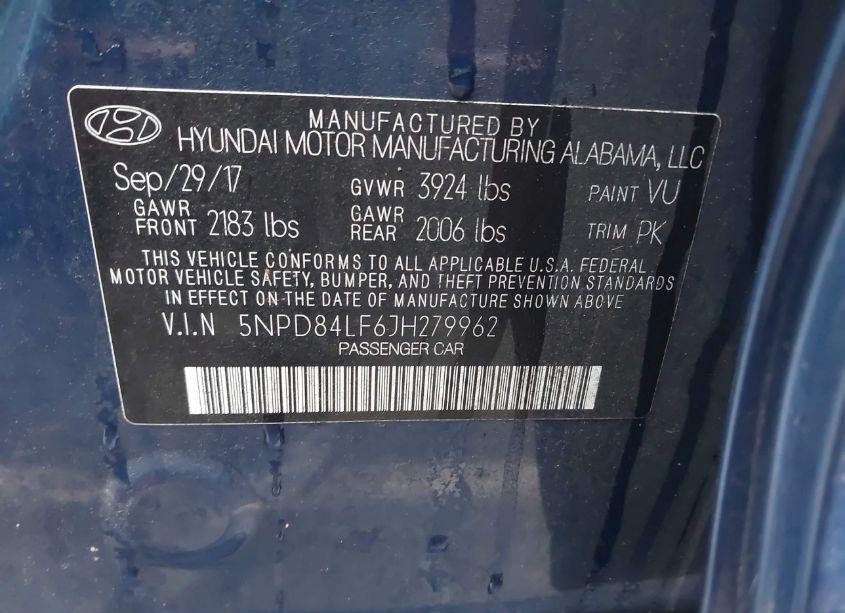 MANUFACTURED BY
HYUNDAI MOTOR MANUFACTURING ALABAMA, LLC
Sep/29/17 GVWR 3924 lbs PAINT VU
GAWR FRONT 2183 lbs GAWR REAR 2006 lbs TRIM PK
THIS VEHICLE CONFORMS TO ALL APPLICABLE U.S.A. FEDERAL
MOTOR VEHICLE SAFETY, BUMPER, AND THEFT PREVENTION STANDARDS
IN EFFECT ON THE DATE OF MANUFACTURE SHOWN ABOVE
V.I.N 5NPD84LF6JH279962
PASSENGER CAR